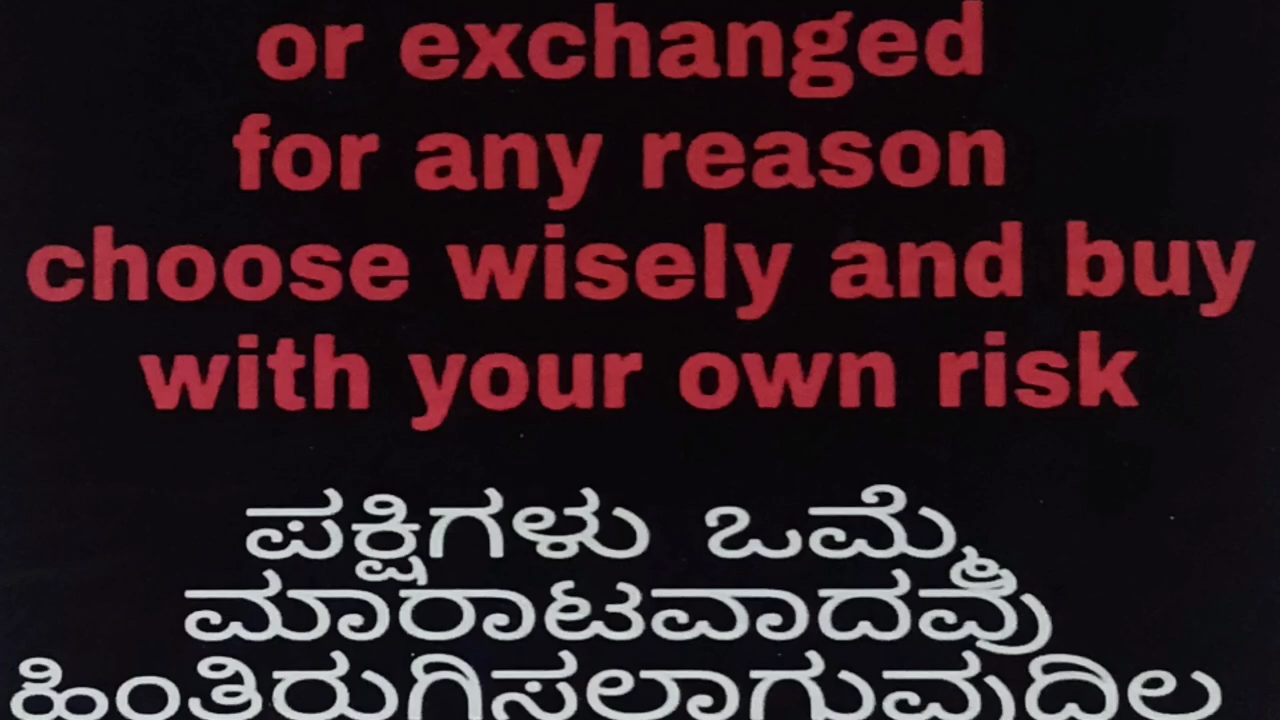 or exchanged
for any reason
choose wisely and buy
with your own risk
ಪಕ್ಷಿಗಳು ಒಮ್ಮೆ
ಮಾರಾಟವಾದವು
ಹಿಂತಿರುಗಿಸಲಾಗುವುದಿಲ